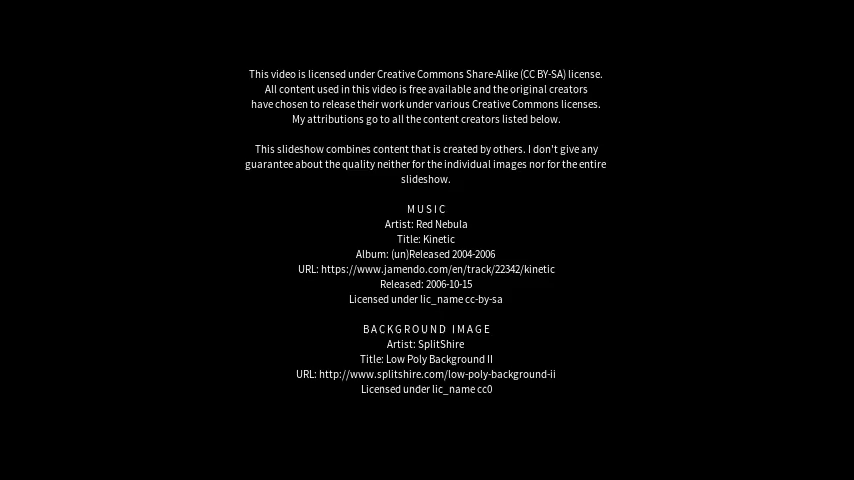 This video is licensed under Creative Commons Share-Alike (CC BY-SA) license.
All content used in this video is free available and the original creators
have chosen to release their work under various Creative Commons licenses.
My attributions go to all the content creators listed below.
This slideshow combines content that is created by others. I don't give any
guarantee about the quality neither for the individual images nor for the entire
slideshow.
MUSIC
Artist: Red Nebula
Title: Kinetic
Album: (un)Released 2004-2006
URL: https://www.jamendo.com/en/track/22342/kinetic
Released: 2006-10-15
Licensed under lic_name cc-by-sa
BACKGROUND IMAGE
Artist: SplitShire
Title: Low Poly Background II
URL: http://www.splitshire.com/low-poly-background-ii
Licensed under lic_name cc0